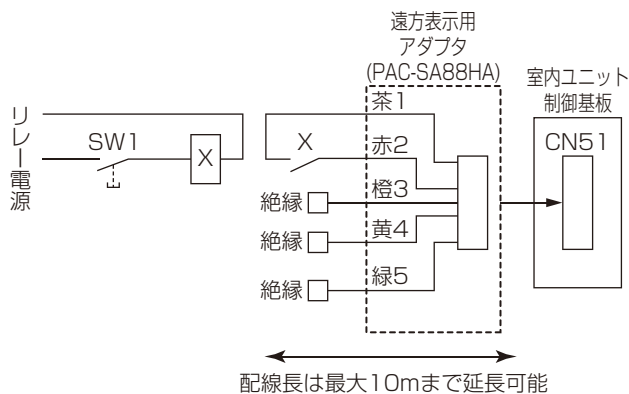 遠方表示用
アダプタ
(PAC-SA88HA)
室内ユニット
制御基板
リレー電源
SW1
X
X
茶1
赤2
橙3
黄4
緑5
絶縁
絶縁
絶縁
CN51
配線長は最大10mまで延長可能